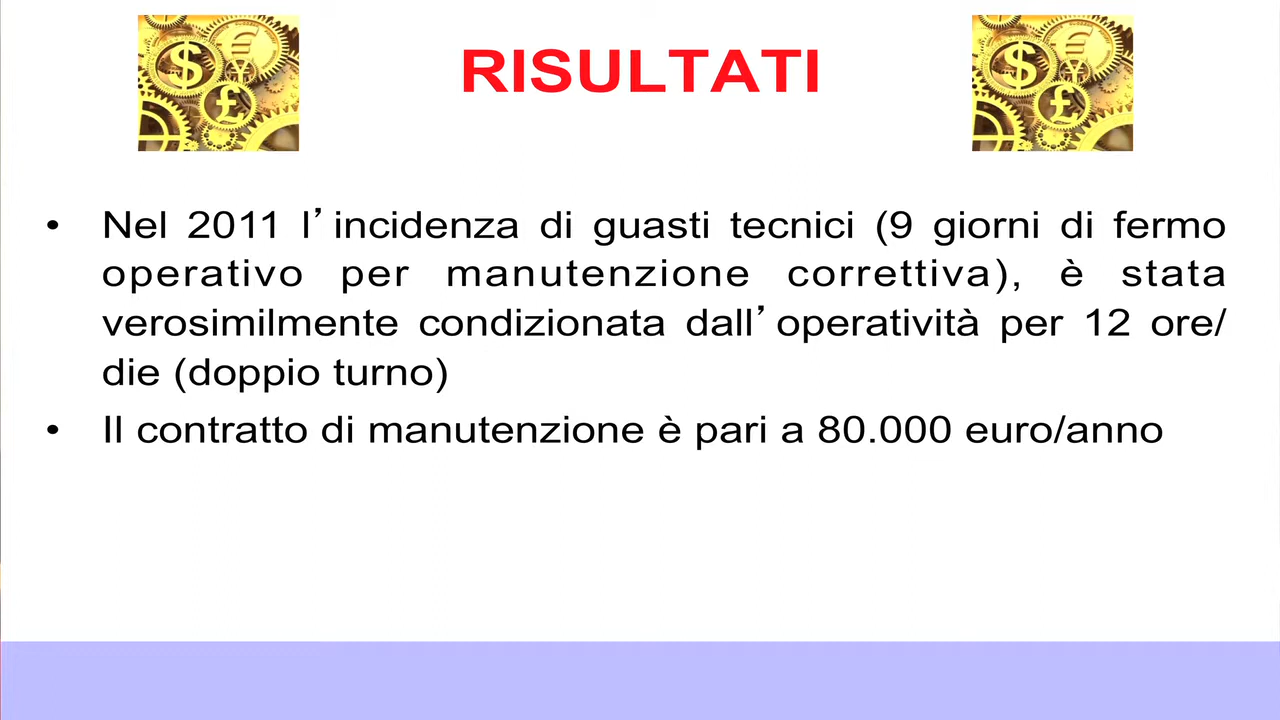 RISULTATI
• Nel 2011 l’incidenza di guasti tecnici (9 giorni di fermo
operativo per manutenzione correttiva), è stata
verosimilmente condizionata dall’operatività per 12 ore/
die (doppio turno)
• Il contratto di manutenzione è pari a 80.000 euro/anno
$
€
¥
£
$
€
¥
£